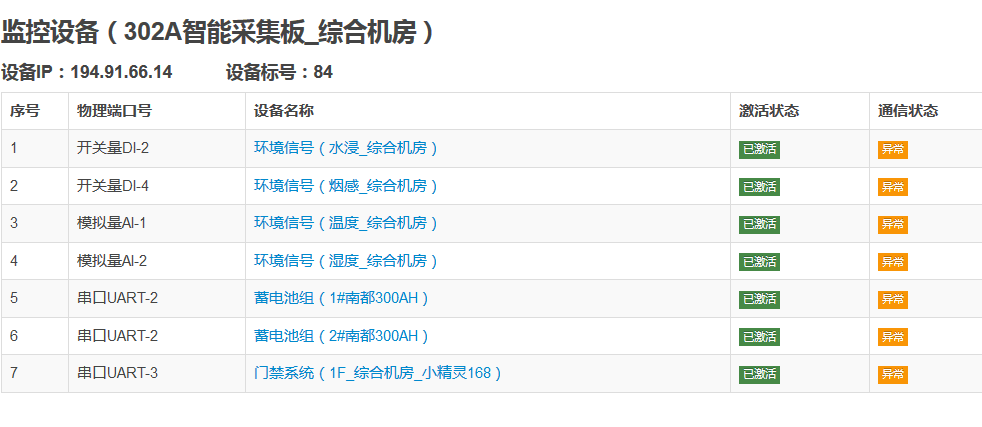 监控设备（302A智能采集板_综合机房）
设备IP：194.91.66.14 设备标号：84
序号 物理端口号 设备名称 激活状态 通信状态
1 开关量DI-2 环境信号（水浸_综合机房） 已激活 异常
2 开关量DI-4 环境信号（烟感_综合机房） 已激活 异常
3 模拟量AI-1 环境信号（温度_综合机房） 已激活 异常
4 模拟量AI-2 环境信号（湿度_综合机房） 已激活 异常
5 串口UART-2 蓄电池组（1#南都300AH） 已激活 异常
6 串口UART-2 蓄电池组（2#南都300AH） 已激活 异常
7 串口UART-3 门禁系统（1F_综合机房_小精灵168） 已激活 异常